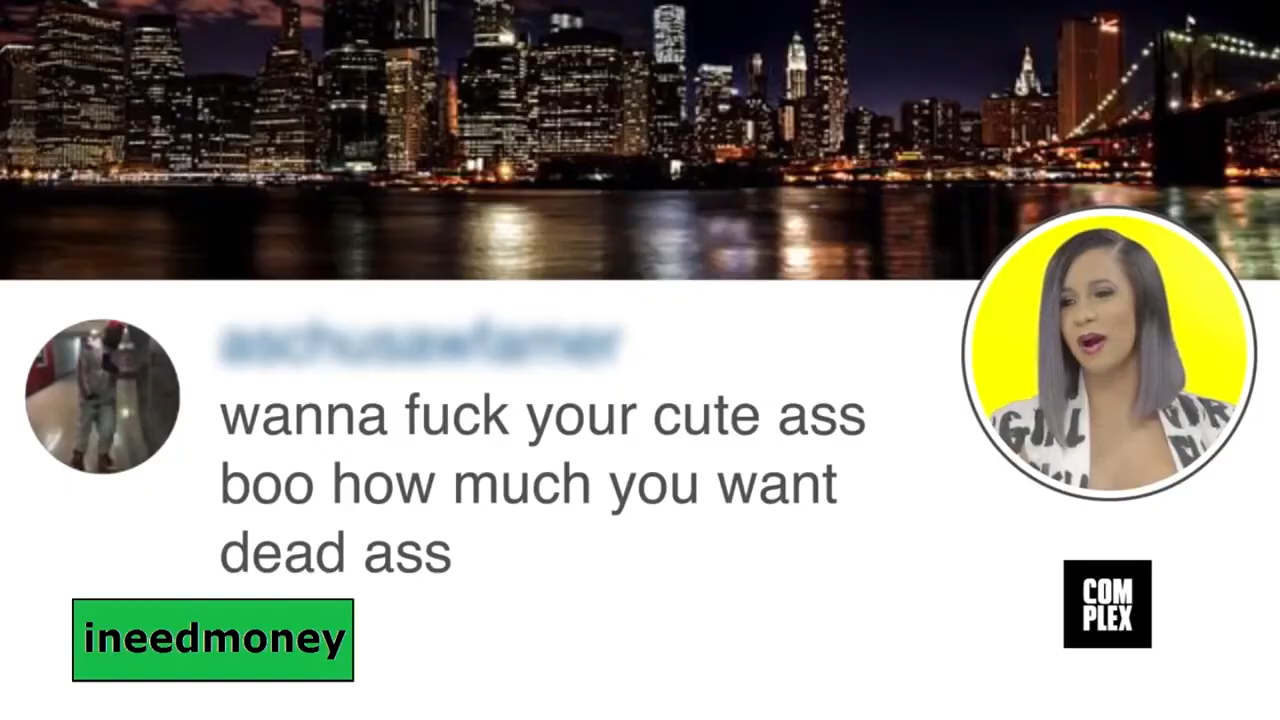 wanna fuck your cute ass
boo how much you want
dead ass
ineedmoney
COM
PLEX